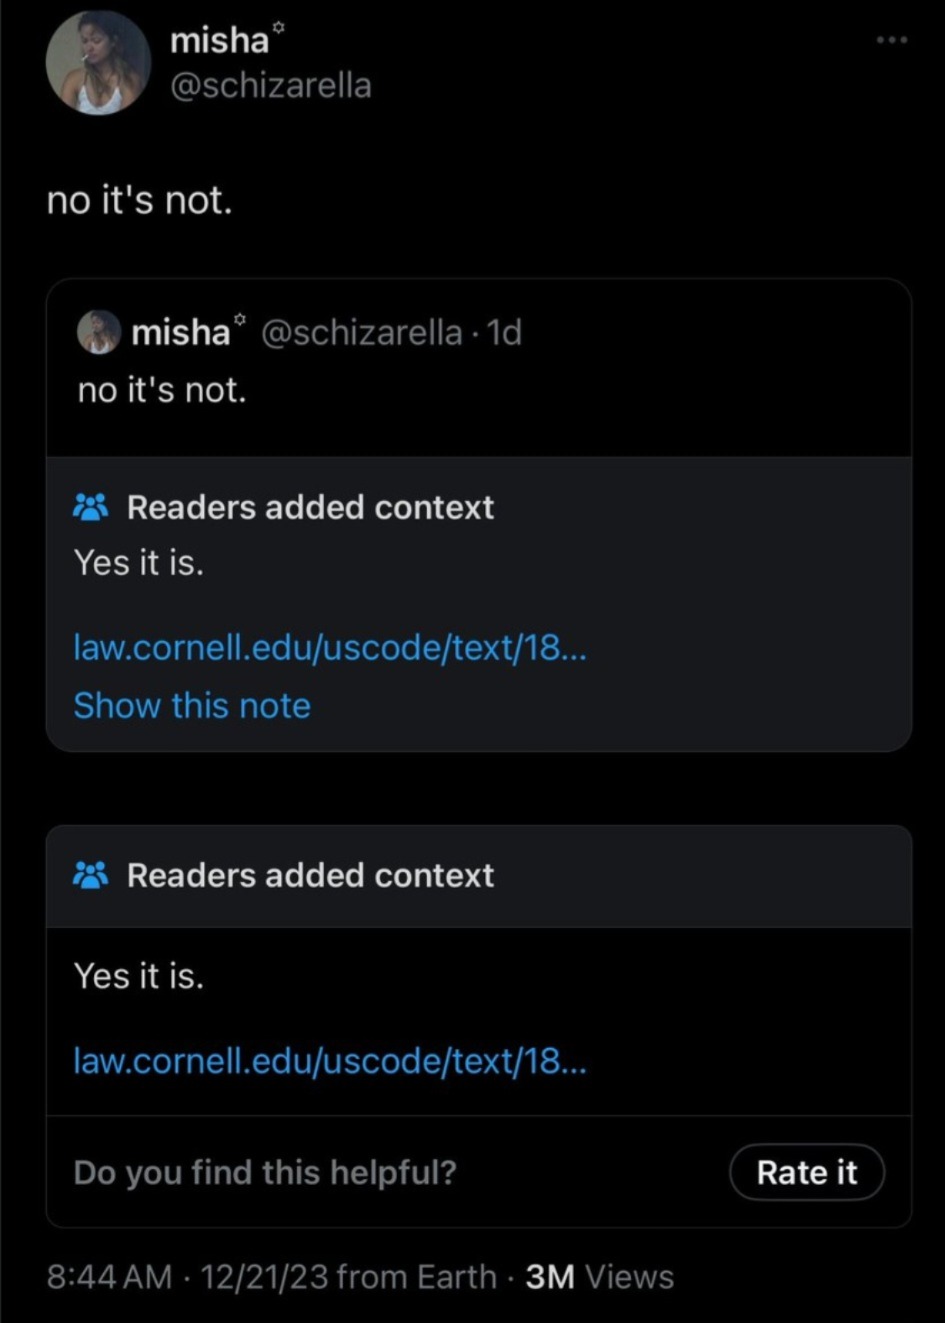 misha✡
@schizarella
no it's not.
misha✡ @schizarella · 1d
no it's not.
Readers added context
Yes it is.
law.cornell.edu/uscode/text/18...
Show this note
Readers added context
Yes it is.
law.cornell.edu/uscode/text/18...
Do you find this helpful? Rate it
8:44 AM · 12/21/23 from Earth · 3M Views